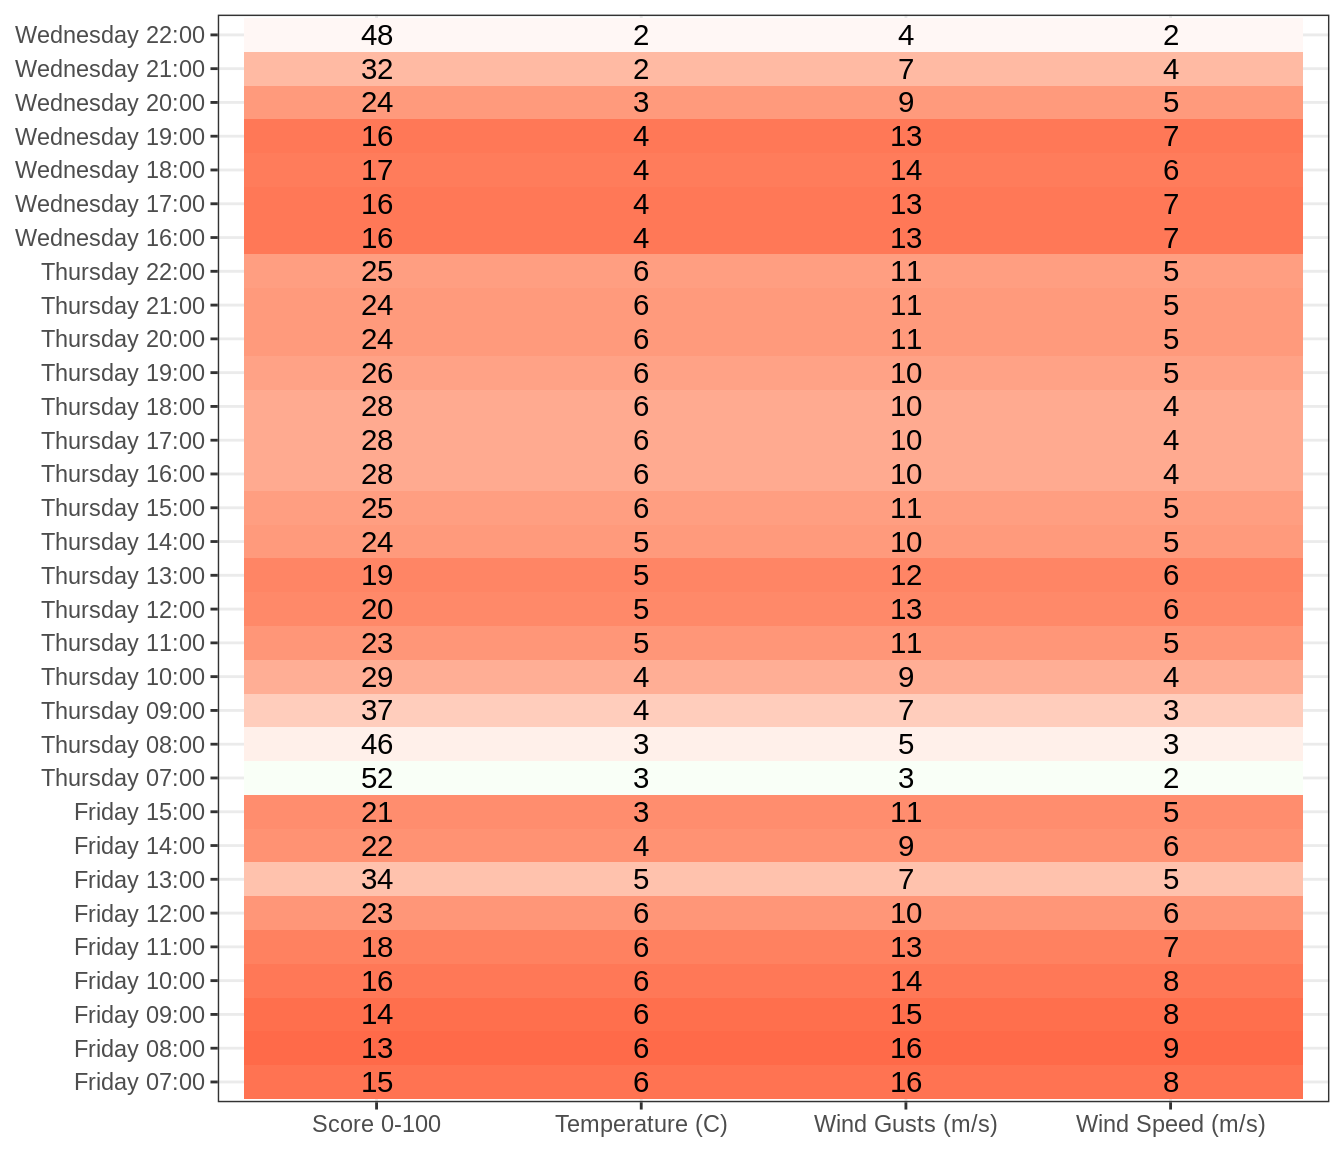 Wednesday 22:00 48 2 4 2
Wednesday 21:00 32 2 7 4
Wednesday 20:00 24 3 9 5
Wednesday 19:00 16 4 13 7
Wednesday 18:00 17 4 14 6
Wednesday 17:00 16 4 13 7
Wednesday 16:00 16 4 13 7
Thursday 22:00 25 6 11 5
Thursday 21:00 24 6 11 5
Thursday 20:00 24 6 11 5
Thursday 19:00 26 6 10 5
Thursday 18:00 28 6 10 4
Thursday 17:00 28 6 10 4
Thursday 16:00 28 6 10 4
Thursday 15:00 25 6 11 5
Thursday 14:00 24 5 10 5
Thursday 13:00 19 5 12 6
Thursday 12:00 20 5 13 6
Thursday 11:00 23 5 11 5
Thursday 10:00 29 4 9 4
Thursday 09:00 37 4 7 3
Thursday 08:00 46 3 5 3
Thursday 07:00 52 3 3 2
Friday 15:00 21 3 11 5
Friday 14:00 22 4 9 6
Friday 13:00 34 5 7 5
Friday 12:00 23 6 10 6
Friday 11:00 18 6 13 7
Friday 10:00 16 6 14 8
Friday 09:00 14 6 15 8
Friday 08:00 13 6 16 9
Friday 07:00 15 6 16 8
Score 0-100 Temperature (C) Wind Gusts (m/s) Wind Speed (m/s)